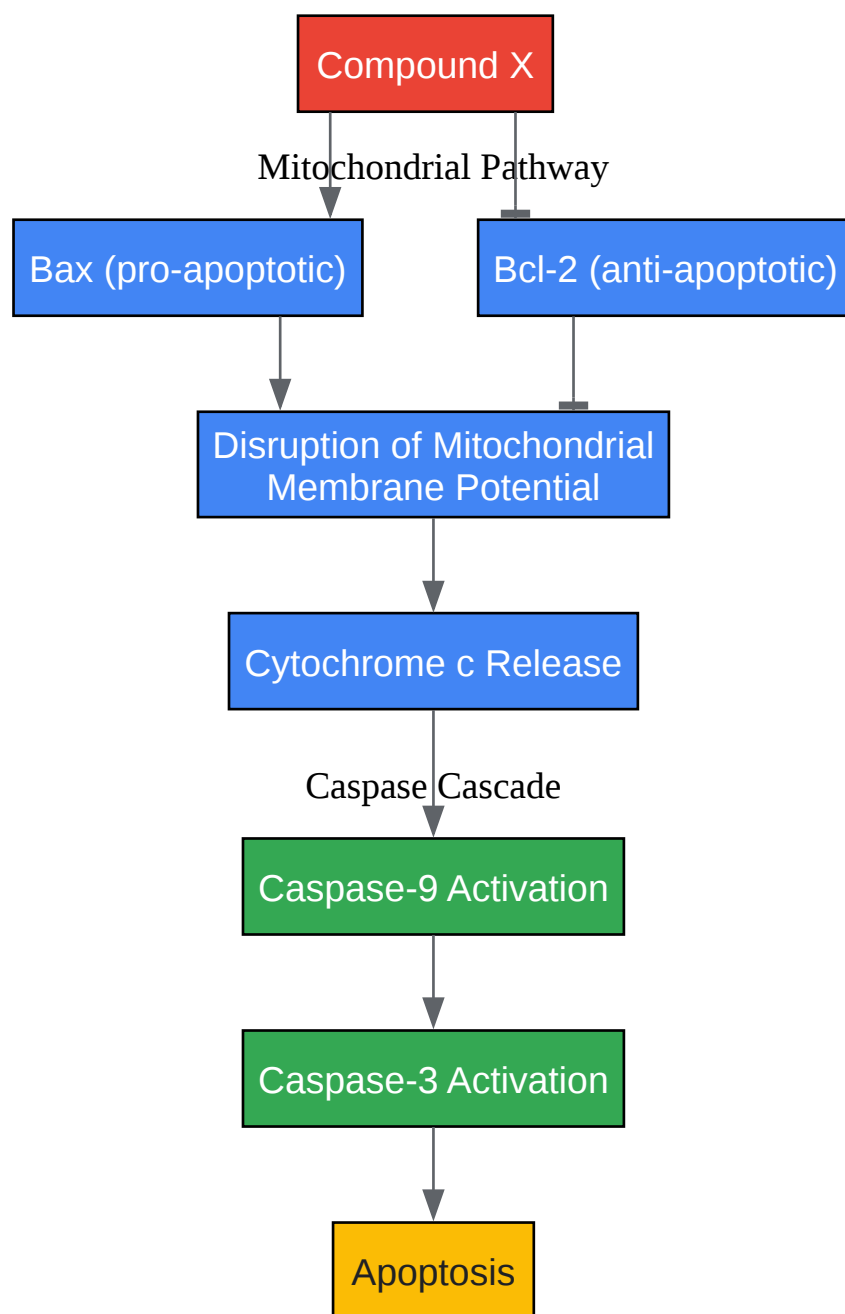 Compound X
Mitochondrial Pathway
Bax (pro-apoptotic)
Bcl-2 (anti-apoptotic)
Disruption of Mitochondrial
Membrane Potential
Cytochrome c Release
Caspase Cascade
Caspase-9 Activation
Caspase-3 Activation
Apoptosis